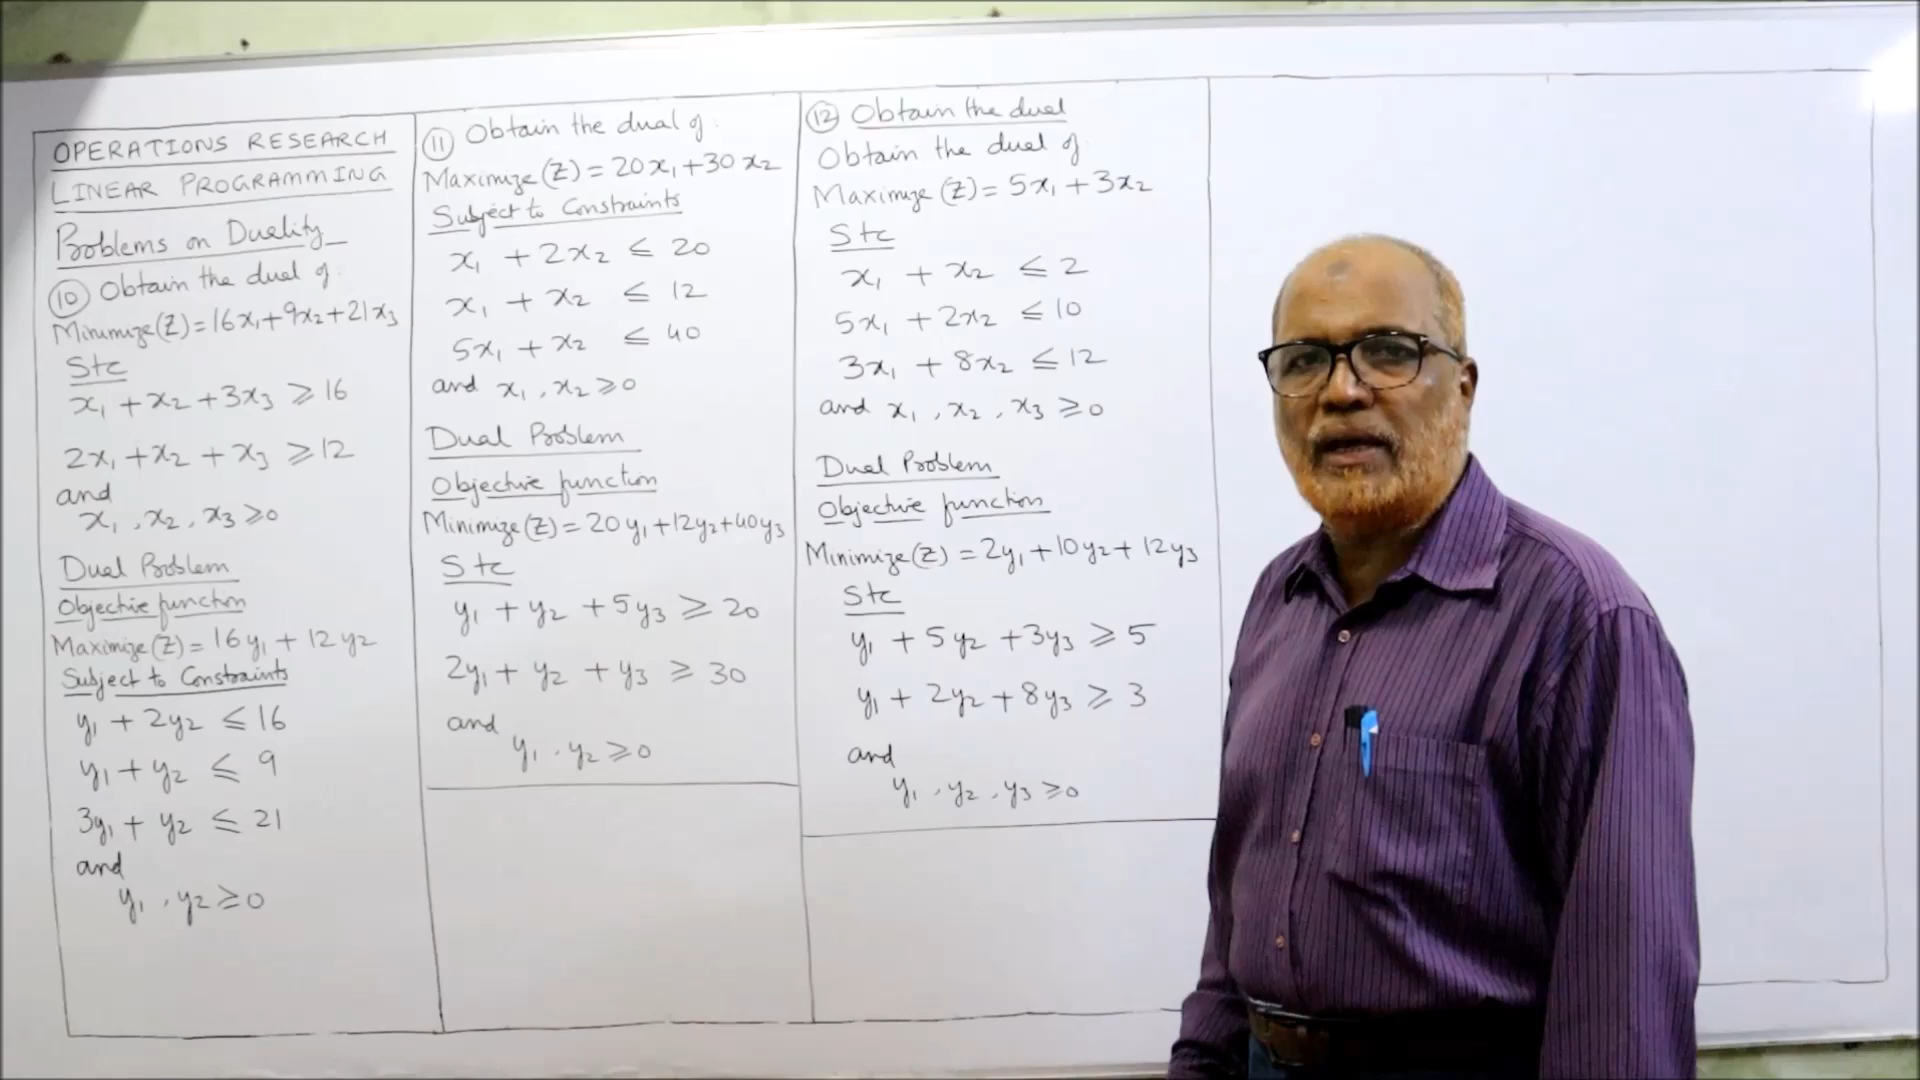 OPERATIONS RESEARCH
LINEAR PROGRAMMING
Problems on Duality
⑩ Obtain the dual of:
Minimize(Z) = 16x₁+9x₂+21x₃
Stc
x₁ + x₂ + 3x₃ ≥ 16
2x₁ + x₂ + x₃ ≥ 12
and
x₁, x₂, x₃ ≥ 0
Dual Problem
Objective function
Maximize(Z) = 16y₁ + 12y₂
Subject to Constraints
y₁ + 2y₂ ≤ 16
y₁ + y₂ ≤ 9
3y₁ + y₂ ≤ 21
and
y₁, y₂ ≥ 0
⑪ Obtain the dual of:
Maximize(Z) = 20x₁+30x₂
Subject to Constraints
x₁ + 2x₂ ≤ 20
x₁ + x₂ ≤ 12
5x₁ + x₂ ≤ 40
and x₁, x₂ ≥ 0
Dual Problem
Objective function
Minimize(Z) = 20y₁+12y₂+40y₃
Stc
y₁ + y₂ + 5y₃ ≥ 20
2y₁ + y₂ + y₃ ≥ 30
and
y₁, y₂ ≥ 0
⑫ Obtain the dual
Obtain the dual of
Maximize(Z) = 5x₁ + 3x₂
Stc
x₁ + x₂ ≤ 2
5x₁ + 2x₂ ≤ 10
3x₁ + 8x₂ ≤ 12
and x₁, x₂, x₃ ≥ 0
Dual Problem
Objective function
Minimize(Z) = 2y₁ + 10y₂ + 12y₃
Stc
y₁ + 5y₂ + 3y₃ ≥ 5
y₁ + 2y₂ + 8y₃ ≥ 3
and
y₁, y₂, y₃ ≥ 0